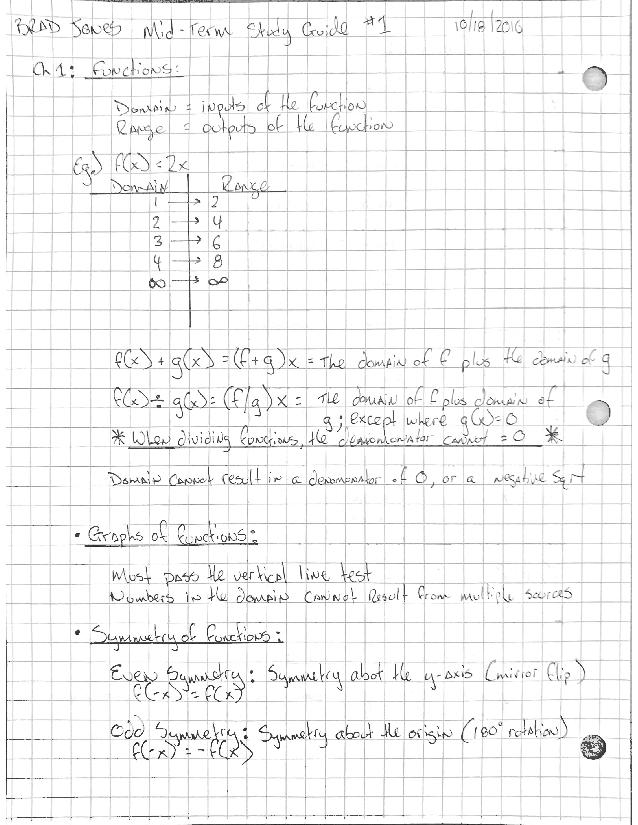 BRAD JONES Mid-Term Study Guide #1 10/18/2016
Ch 1: Functions:
Domain = inputs of the function
Range = outputs of the function
Eg.) f(x) = 2x
Domain Range
1 → 2
2 → 4
3 → 6
4 → 8
∞ → ∞
f(x) + g(x) = (f+g)x = The domain of f plus the domain of g
f(x) ÷ g(x) = (f/g)x = The domain of f plus domain of
g; except where g(x)=0
* When dividing functions, the denomoniator cannot = 0 *
Domain cannot result in a denomenator of 0, or a negative Sqrt
• Graphs of functions:
Must pass the vertical line test
Numbers in the domain cannot Result from multiple sources
• Symmetry of functions:
Even Symmetry: Symmetry abot the y-axis (mirror flip)
f(-x) = f(x)
Odd Symmetry: Symmetry about the origin (180° rotation)
f(-x) = -f(x)